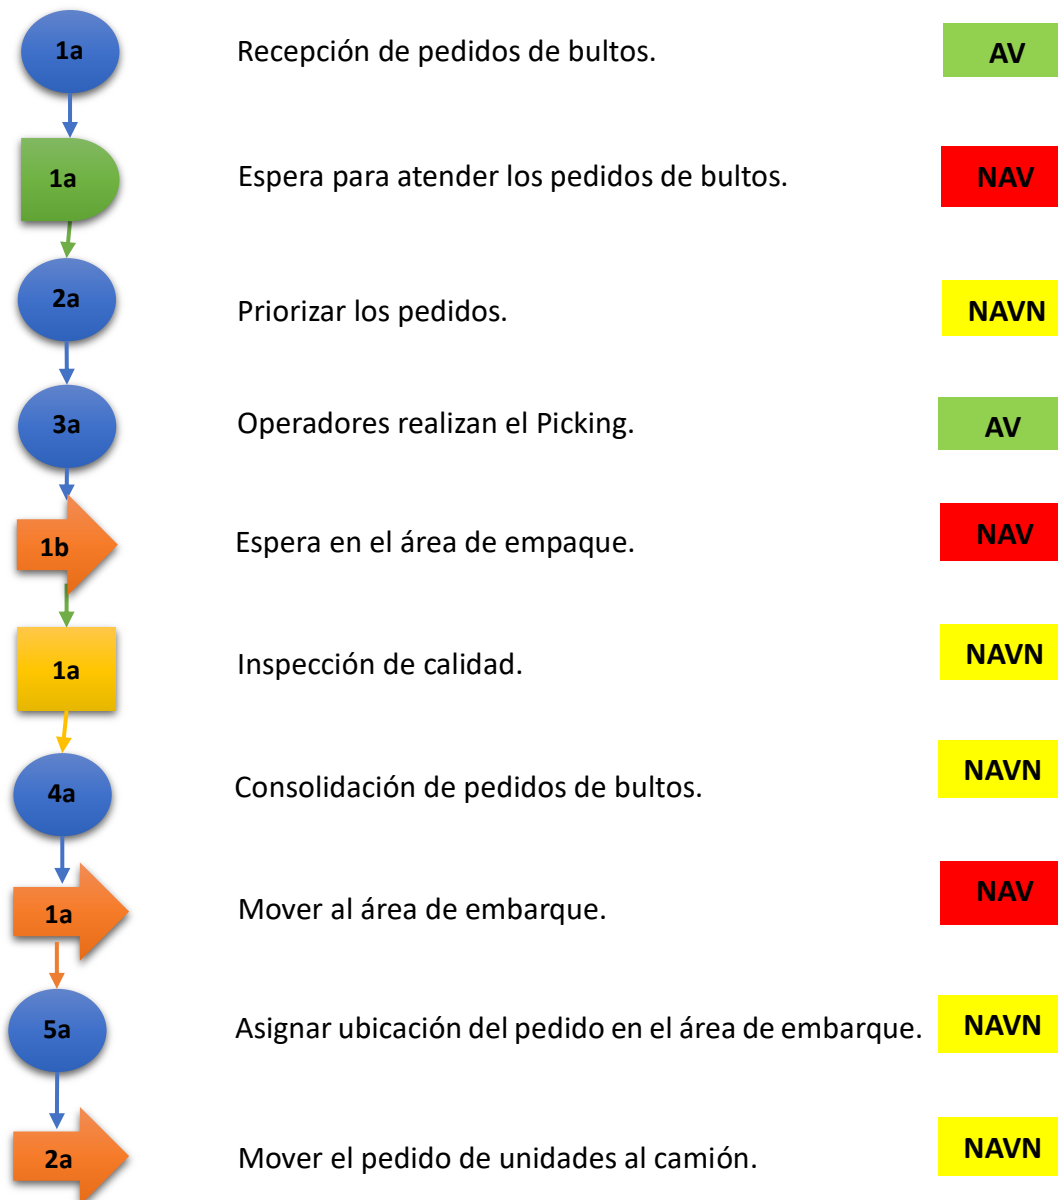 1a Recepción de pedidos de bultos. AV
1a Espera para atender los pedidos de bultos. NAV
2a Priorizar los pedidos. NAVN
3a Operadores realizan el Picking. AV
1b Espera en el área de empaque. NAV
1a Inspección de calidad. NAVN
4a Consolidación de pedidos de bultos. NAVN
1a Mover al área de embarque. NAV
5a Asignar ubicación del pedido en el área de embarque. NAVN
2a Mover el pedido de unidades al camión. NAVN